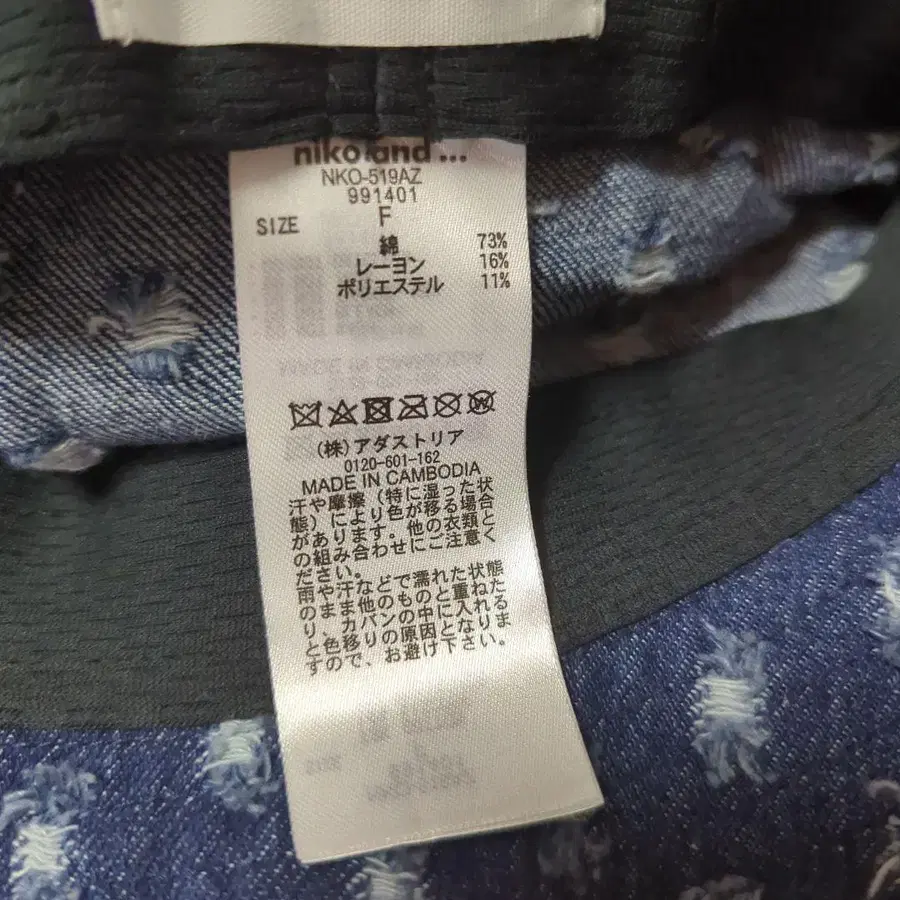 niko and ...
NKO-519AZ
991401
SIZE F
綿 73%
レーヨン 16%
ポリエステル 11%
(株)アダストリア
0120-601-162
MADE IN CAMBODIA
汗や摩擦(特に湿った状
態)により色が移る場合
があります。他の衣類と
の組み合わせにご注意く
ださい。
雨や汗などで濡れた状態
のまま他のものと重ねた
り、カバンの中に入れる
と色移りの原因となりま
すので、お避け下さい。